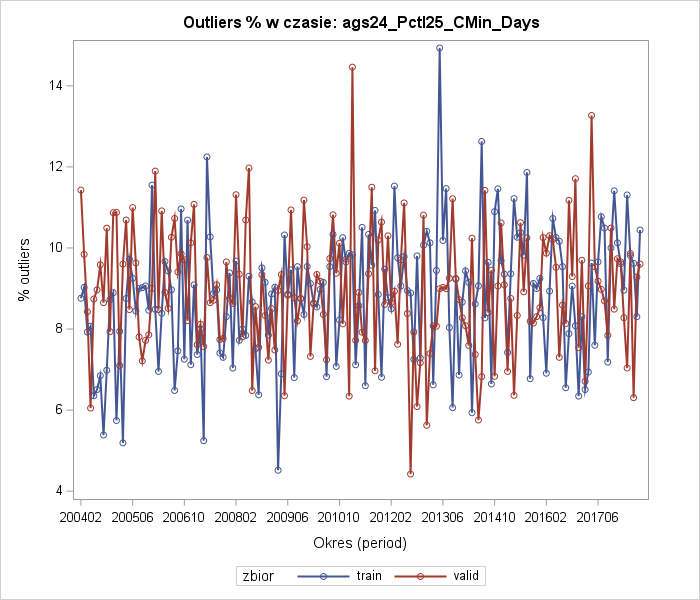 Outliers % w czasie: ags24_Pctl25_CMin_Days
% outliers
14
12
10
8
6
4
200402 200506 200610 200802 200906 201010 201202 201306 201410 201602 201706
Okres (period)
zbior train valid